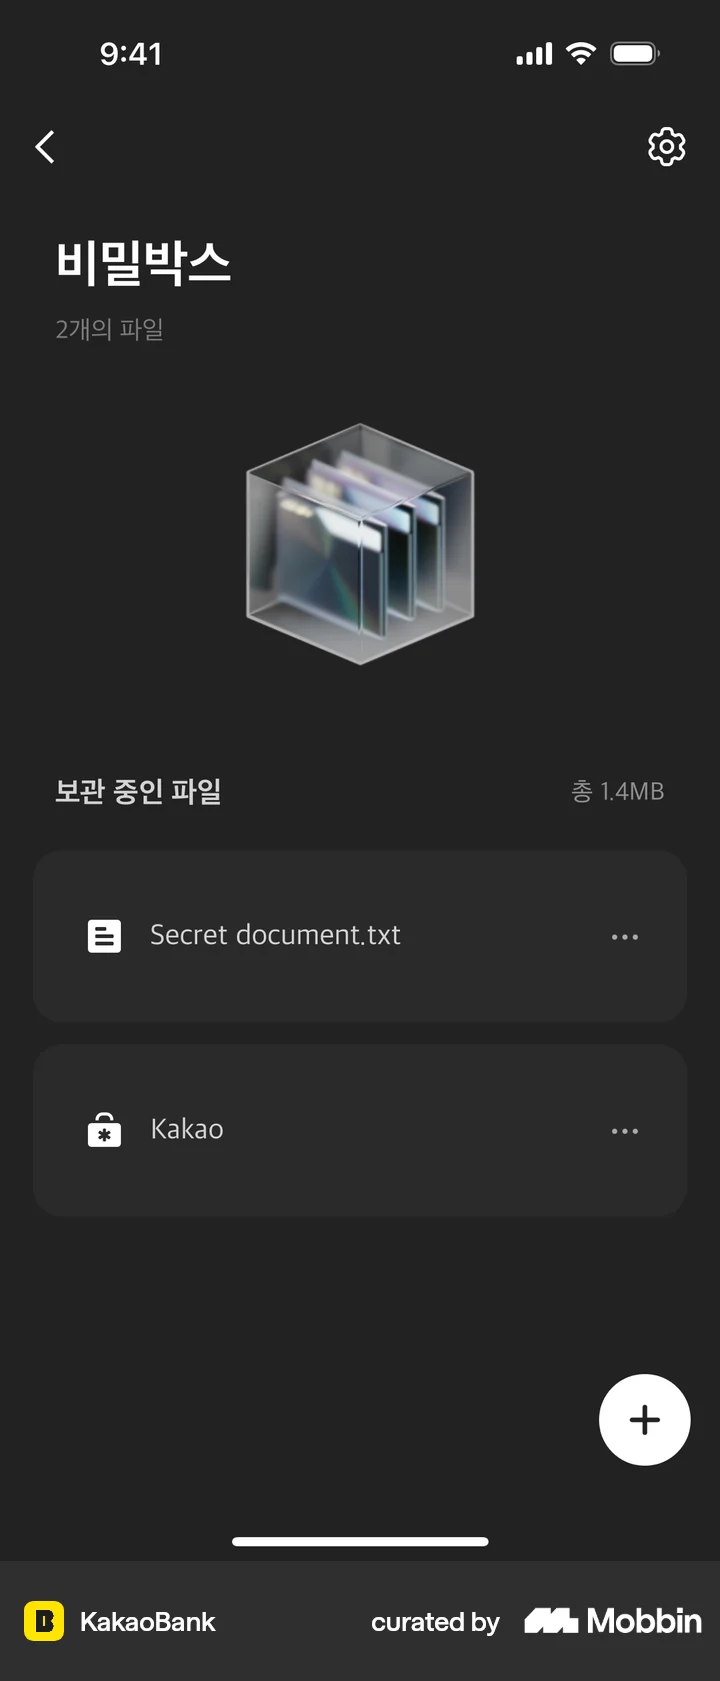 9:41
비밀박스
2개의 파일
보관 중인 파일
총 1.4MB
Secret document.txt
Kakao
KakaoBank
curated by Mobbin